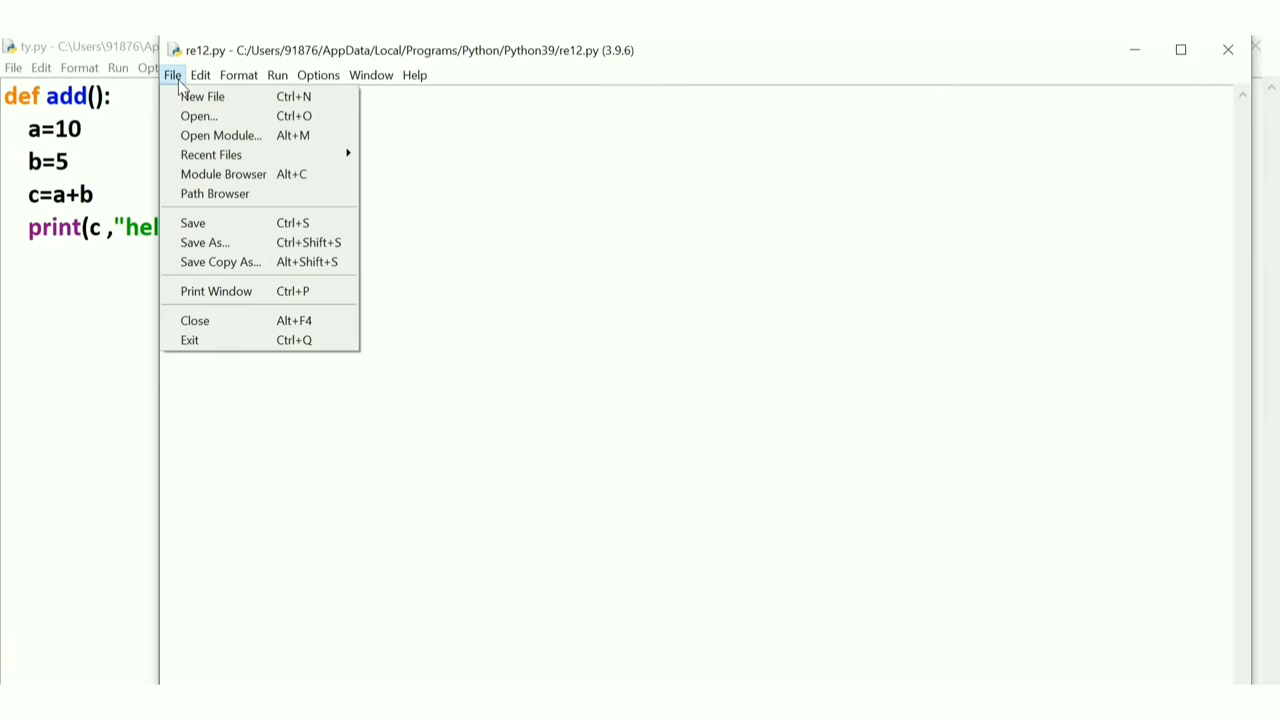 ty.py - C:\Users\91876\Ap
File Edit Format Run Opt
def add():
a=10
b=5
c=a+b
print(c ,"hel
re12.py - C:/Users/91876/AppData/Local/Programs/Python/Python39/re12.py (3.9.6)
File Edit Format Run Options Window Help
New File Ctrl+N
Open... Ctrl+O
Open Module... Alt+M
Recent Files
Module Browser Alt+C
Path Browser
Save Ctrl+S
Save As... Ctrl+Shift+S
Save Copy As... Alt+Shift+S
Print Window Ctrl+P
Close Alt+F4
Exit Ctrl+Q